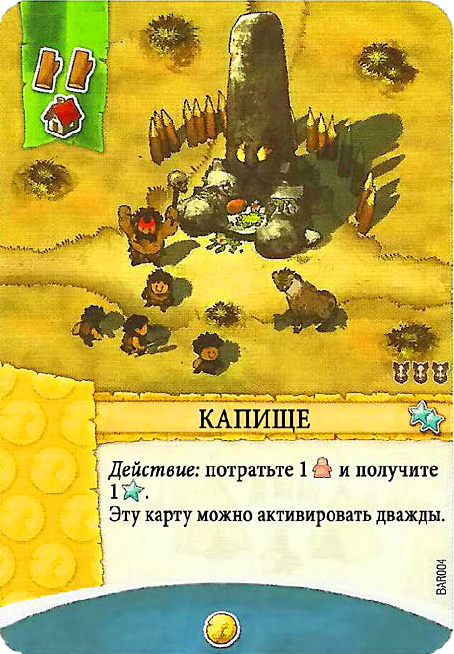 КАПИЩЕ
Действие: потратьте 1 и получите
1.
Эту карту можно активировать дважды.
BAR004